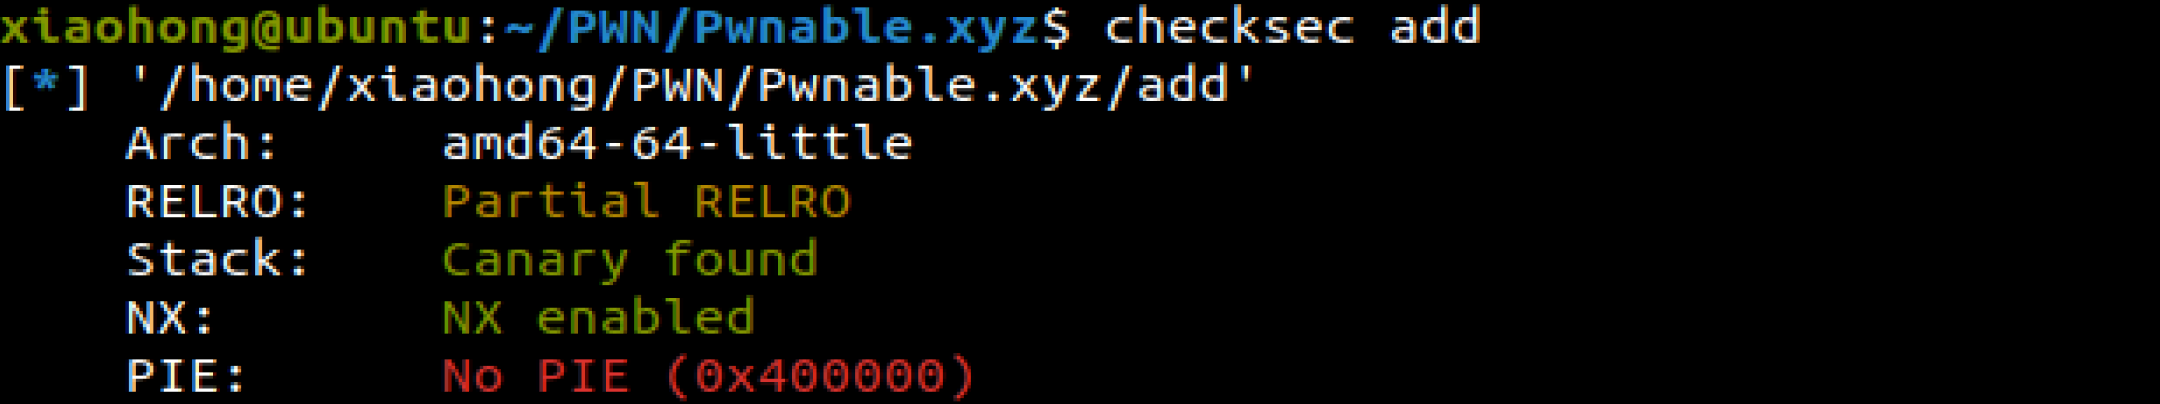 xiaohong@ubuntu:~/PWN/Pwnable.xyz$ checksec add
[*] '/home/xiaohong/PWN/Pwnable.xyz/add'
    Arch:     amd64-64-little
    RELRO:    Partial RELRO
    Stack:    Canary found
    NX:       NX enabled
    PIE:      No PIE (0x400000)